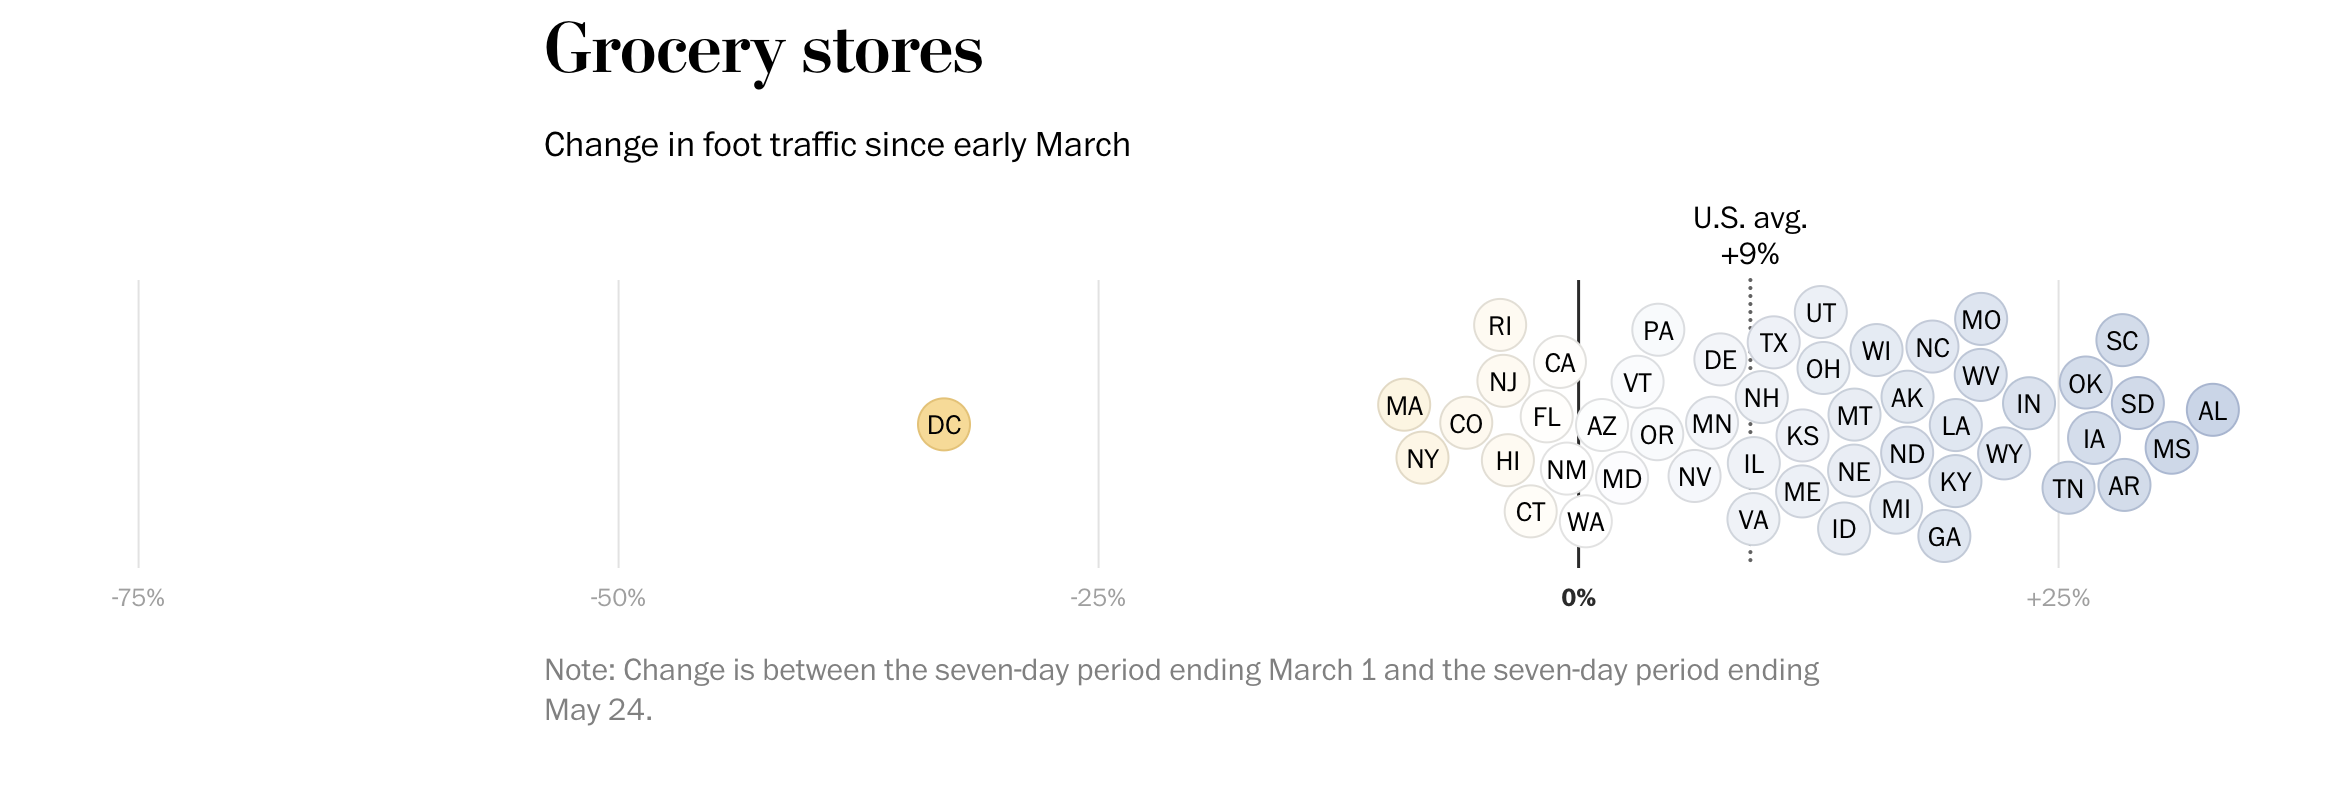 Grocery stores
Change in foot traffic since early March
U.S. avg.
+9%
UT
MO
RI
PA
SC
TX
WI
NC
DE
CA
OH
WV
NJ
VT
OK
NH
AK
MA
IN
SD
AL
FL
MT
CO
AZ
MN
LA
DC
OR
KS
IA
MS
NY
HI
IL
ND
WY
NM
NE
NV
MD
KY
AR
TN
ME
MI
CT
VA
WA
ID
GA
-75%
-50%
-25%
0%
+25%
Note: Change is between the seven-day period ending March 1 and the seven-day period ending
May 24.